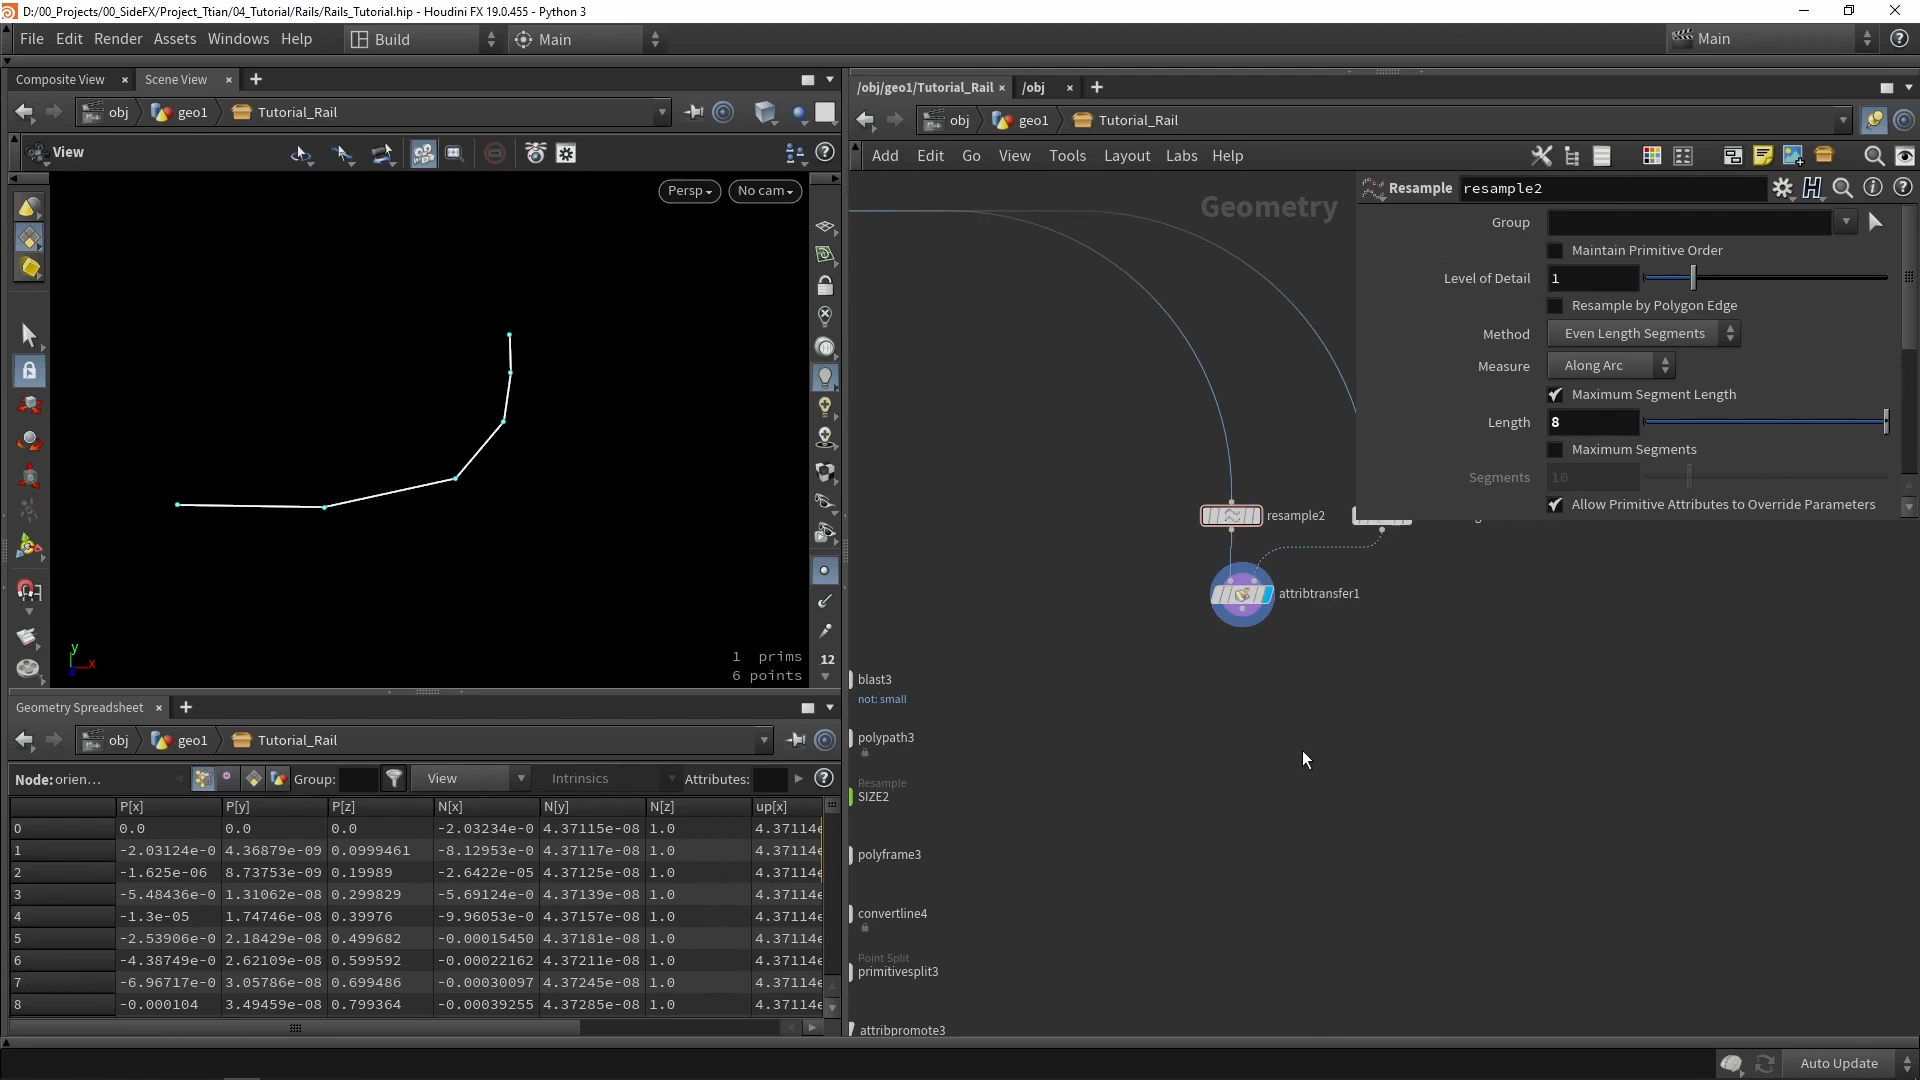 D:/00_Projects/00_SideFX/Project_Ttian/04_Tutorial/Rails/Rails_Tutorial.hip - Houdini FX 19.0.455 - Python 3
File Edit Render Assets Windows Help Build Main Main
Composite View Scene View
obj geo1 Tutorial_Rail
View
Persp No cam
1 prims
6 points
12
y
x
/obj/geo1/Tutorial_Rail /obj
obj geo1 Tutorial_Rail
Add Edit Go View Tools Layout Labs Help
Geometry
Resample resample2
Group
Maintain Primitive Order
Level of Detail 1
Resample by Polygon Edge
Method Even Length Segments
Measure Along Arc
Maximum Segment Length
Length 8
Maximum Segments
Segments 10
Allow Primitive Attributes to Override Parameters
resample2
attribtransfer1
blast3
not: small
polypath3
Resample
SIZE2
polyframe3
convertline4
Point Split
primitivesplit3
attribpromote3
Geometry Spreadsheet
obj geo1 Tutorial_Rail
Node: orien... Group: View Intrinsics Attributes:
P[x] P[y] P[z] N[x] N[y] N[z] up[x]
0 0.0 0.0 0.0 -2.03234e-0 4.37115e-08 1.0 4.37114e
1 -2.03124e-0 4.36879e-09 0.0999461 -8.12953e-0 4.37117e-08 1.0 4.37114e
2 -1.625e-06 8.73753e-09 0.19989 -2.6422e-05 4.37125e-08 1.0 4.37114e
3 -5.48436e-0 1.31062e-08 0.299829 -5.69124e-0 4.37139e-08 1.0 4.37114e
4 -1.3e-05 1.74746e-08 0.39976 -9.96053e-0 4.37157e-08 1.0 4.37114e
5 -2.53906e-0 2.18429e-08 0.499682 -0.00015450 4.37181e-08 1.0 4.37114e
6 -4.38749e-0 2.62109e-08 0.599592 -0.00022162 4.37211e-08 1.0 4.37114e
7 -6.96717e-0 3.05786e-08 0.699486 -0.00030097 4.37245e-08 1.0 4.37114e
8 -0.000104 3.49459e-08 0.799364 -0.00039255 4.37285e-08 1.0 4.37114e
Auto Update